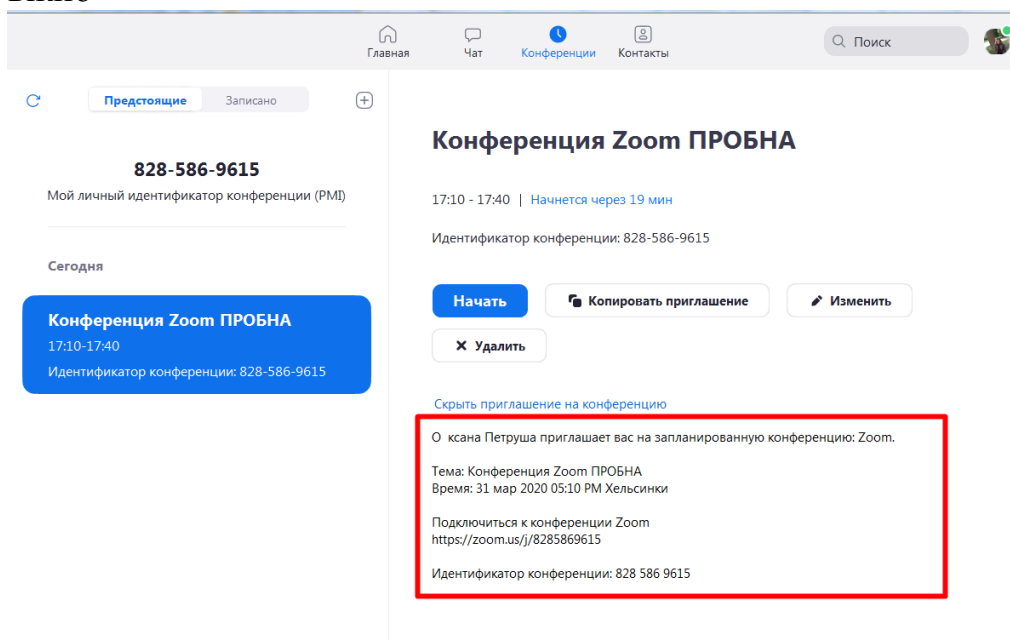 Главная
Чат
Конференции
Контакты
Поиск
Предстоящие
Записано
828-586-9615
Мой личный идентификатор конференции (PMI)
Сегодня
Конференция Zoom ПРОБНА
17:10-17:40
Идентификатор конференции: 828-586-9615
Конференция Zoom ПРОБНА
17:10 - 17:40 | Начнется через 19 мин
Идентификатор конференции: 828-586-9615
Начать
Копировать приглашение
Изменить
Удалить
Скрыть приглашение на конференцию
О ксана Петруша приглашает вас на запланированную конференцию: Zoom.
Тема: Конференция Zoom ПРОБНА
Время: 31 мар 2020 05:10 PM Хельсинки
Подключиться к конференции Zoom
https://zoom.us/j/8285869615
Идентификатор конференции: 828 586 9615